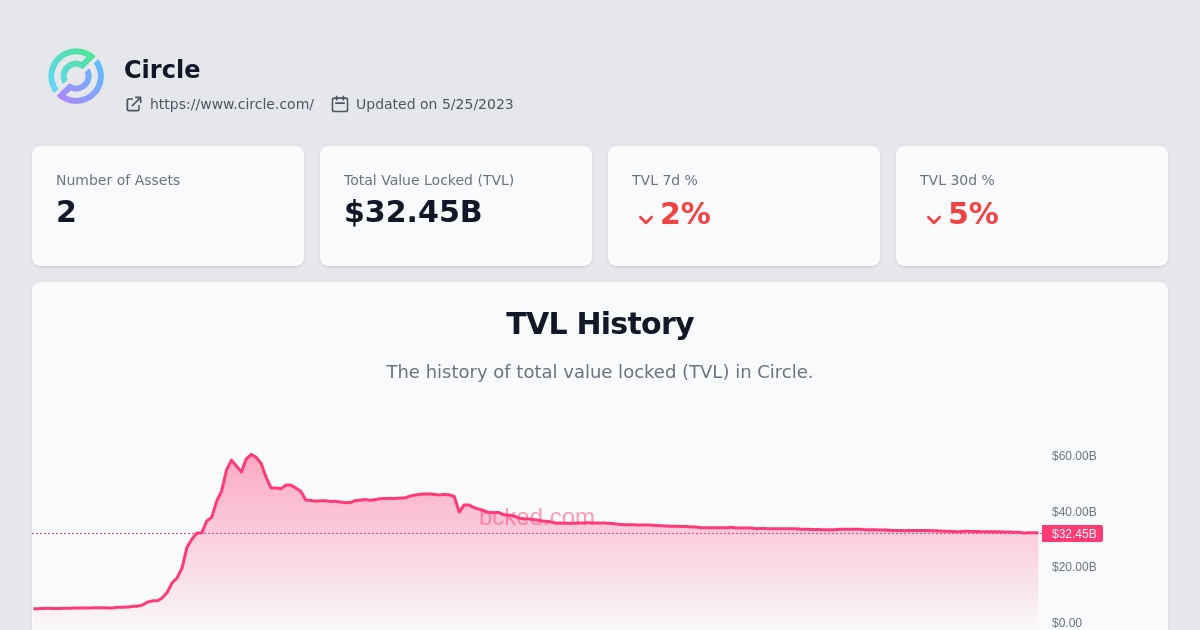 Circle
https://www.circle.com/ Updated on 5/25/2023
Number of Assets
2
Total Value Locked (TVL)
$32.45B
TVL 7d %
2%
TVL 30d %
5%
TVL History
The history of total value locked (TVL) in Circle.
$60.00B
$40.00B
bcked.com
$32.45B
$20.00B
$0.00